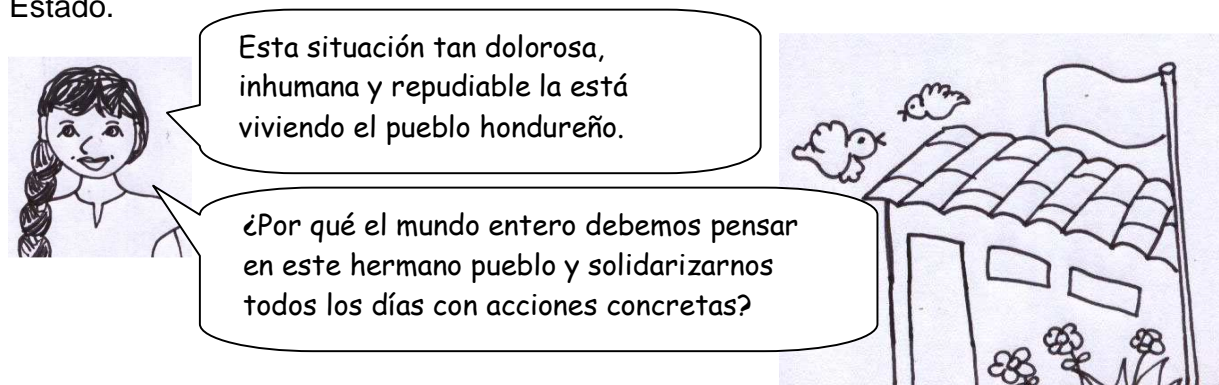 Estado.
Esta situación tan dolorosa,
inhumana y repudiable la está
viviendo el pueblo hondureño.
¿Por qué el mundo entero debemos pensar
en este hermano pueblo y solidarizarnos
todos los días con acciones concretas?